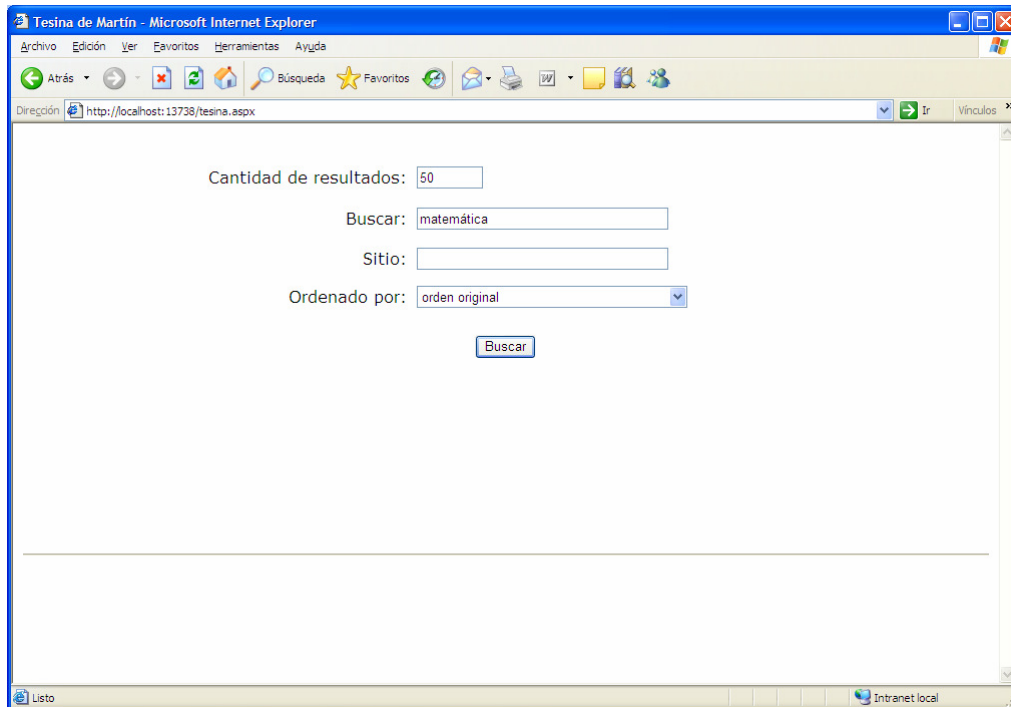 Tesina de Martín - Microsoft Internet Explorer
Archivo Edición Ver Favoritos Herramientas Ayuda
Atrás Búsqueda Favoritos W
Dirección http://localhost:13738/tesina.aspx Ir Vínculos »
Cantidad de resultados: 50
Buscar: matemática
Sitio:
Ordenado por: orden original
Buscar
Listo Intranet local